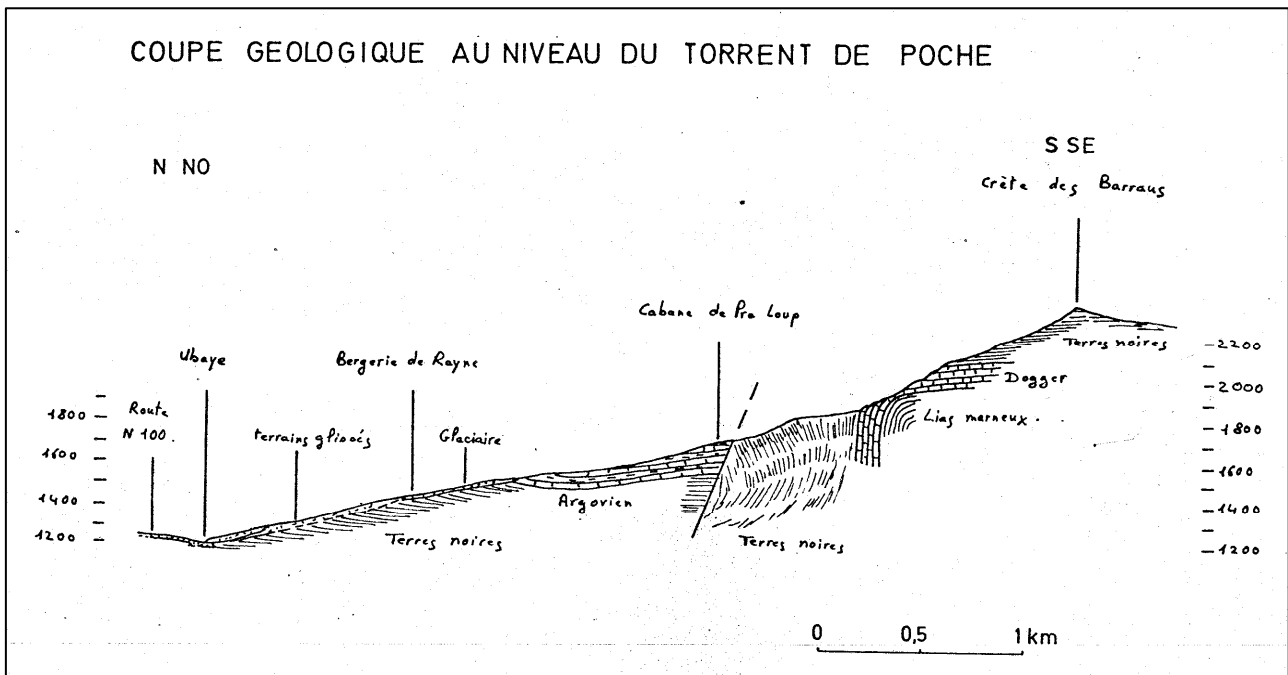 COUPE GEOLOGIQUE AU NIVEAU DU TORRENT DE POCHE
N NO
S SE
Crète des Barraus
Cabane de Pra Loup
Ubaye
Bergerie de Rayne
Route
N 100.
terrains glissés
Glaciaire
Terres noires
Dogger
Lias marneux.
Argovien
Terres noires
Terres noires
1800
1600
1400
1200
2200
2000
1800
1600
1400
1200
0 0,5 1 km